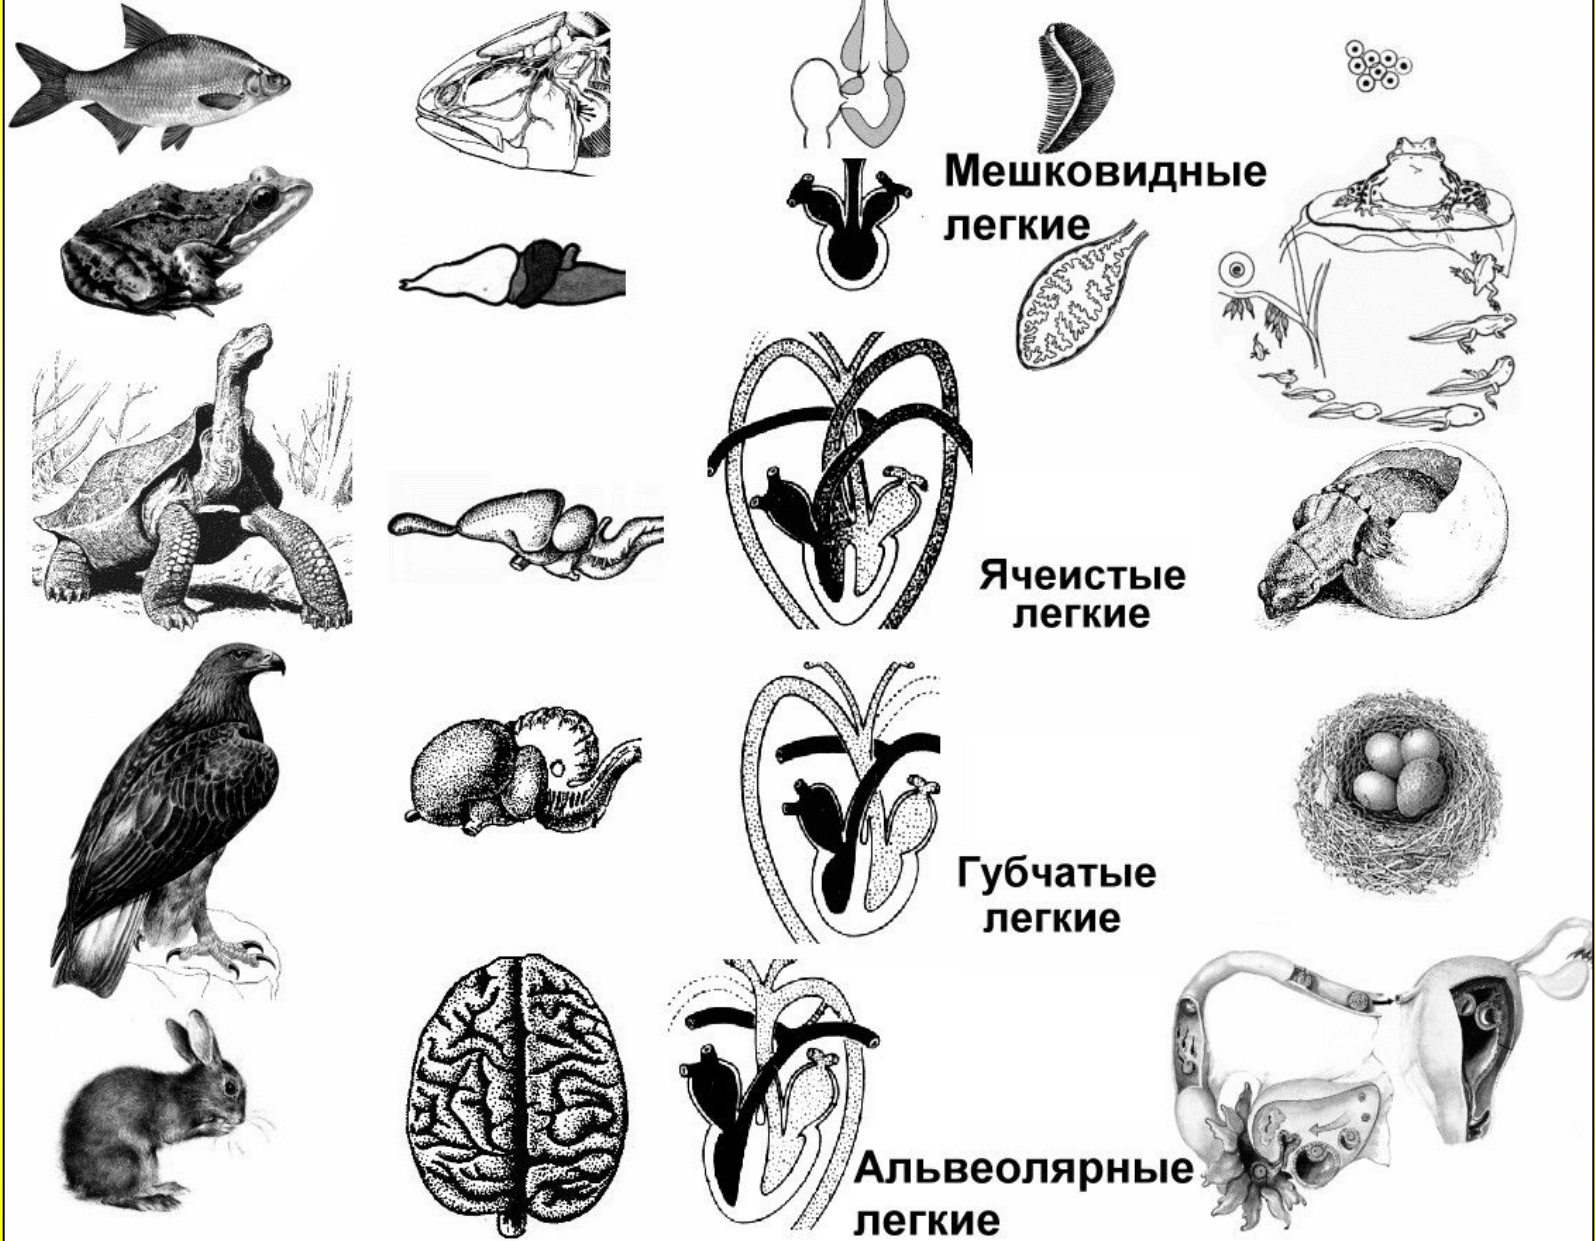 Мешковидные
легкие
Ячеистые
легкие
Губчатые
легкие
Альвеолярные
легкие